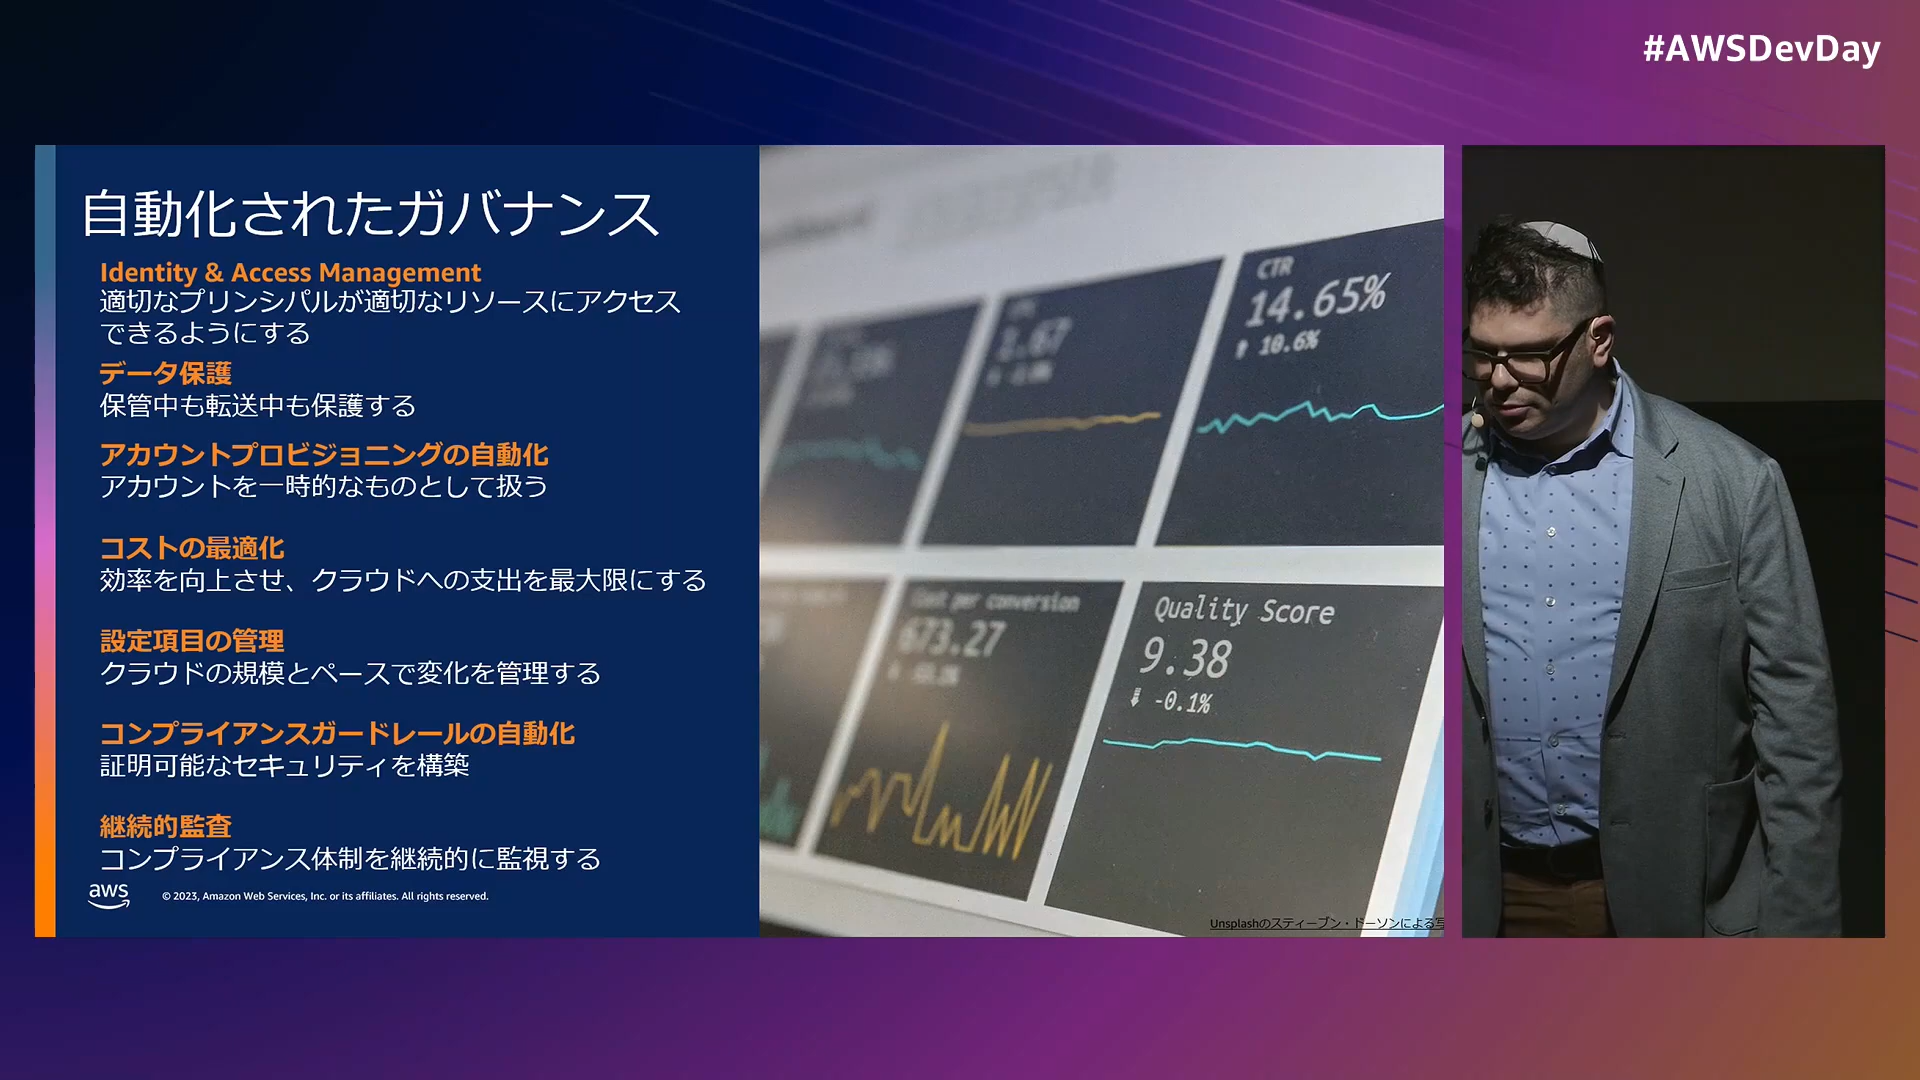 #AWSDevDay
自動化されたガバナンス
Identity & Access Management
適切なプリンシパルが適切なリソースにアクセス
できるようにする
データ保護
保管中も転送中も保護する
アカウントプロビジョニングの自動化
アカウントを一時的なものとして扱う
コストの最適化
効率を向上させ、クラウドへの支出を最大限にする
設定項目の管理
クラウドの規模とペースで変化を管理する
コンプライアンスガードレールの自動化
証明可能なセキュリティを構築
継続的監査
コンプライアンス体制を継続的に監視する
aws
© 2023, Amazon Web Services, Inc. or its affiliates. All rights reserved.
CTR
14.65%
10.6%
2.67
Cost per conversion
673.27
Quality Score
9.38
-0.1%
Unsplashのスティーブン・ドーソンによる写